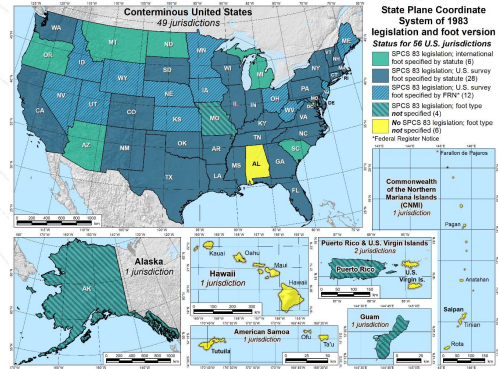 Conterminous United States
49 jurisdictions
State Plane Coordinate
System of 1983
legislation and foot version
Status for 56 U.S. jurisdictions
SPCS 83 legislation; international
foot specified by statute (6)
SPCS 83 legislation; U.S. survey
foot specified by statute (28)
SPCS 83 legislation; U.S. survey
foot specified by FRN* (12)
SPCS 83 legislation; foot type
not specified (4)
No SPCS 83 legislation; foot type
not specified (6)
*Federal Register Notice
WA
MT
ND
MN
ME
OR
ID
SD
WI
MI
NY
WY
IA
PA
NV
NE
IL
IN
OH
UT
CO
WV
CA
KS
MO
VA
KY
NC
TN
AZ
NM
OK
AR
SC
MS
AL
GA
TX
LA
FL
Farallon de Pajaros
Commonwealth
of the Northern
Mariana Islands
(CNMI)
1 jurisdiction
Pagan
Anatahan
Saipan
Tinian
Rota
Alaska
1 jurisdiction
AK
Kauai
Oahu
Maui
Hawaii
Hawaii
1 jurisdiction
Puerto Rico & U.S. Virgin Islands
2 jurisdictions
Puerto Rico
U.S.
Virgin Is.
American Samoa
1 jurisdiction
Tutuila
Ofu
Ta'u
Guam
1 jurisdiction